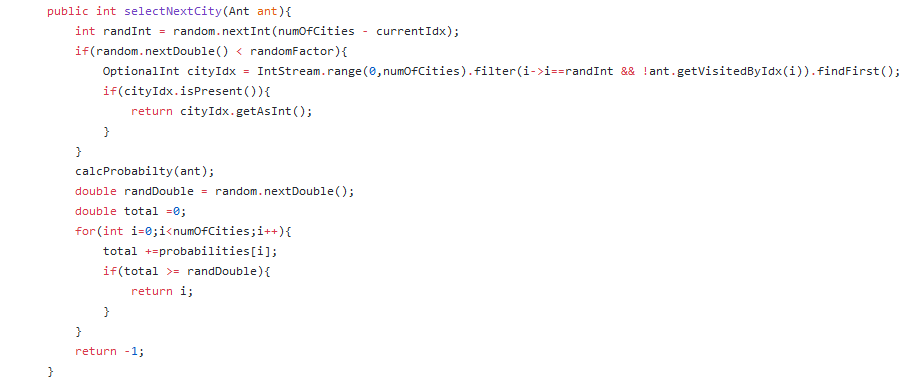 public int selectNextCity(Ant ant){
int randInt = random.nextInt(numOfCities - currentIdx);
if(random.nextDouble() < randomFactor){
OptionalInt cityIdx = IntStream.range(0,numOfCities).filter(i->i==randInt && !ant.getVisitedByIdx(i)).findFirst();
if(cityIdx.isPresent()){
return cityIdx.getAsInt();
}
}
calcProbabilty(ant);
double randDouble = random.nextDouble();
double total =0;
for(int i=0;i<numOfCities;i++){
total +=probabilities[i];
if(total >= randDouble){
return i;
}
}
return -1;
}